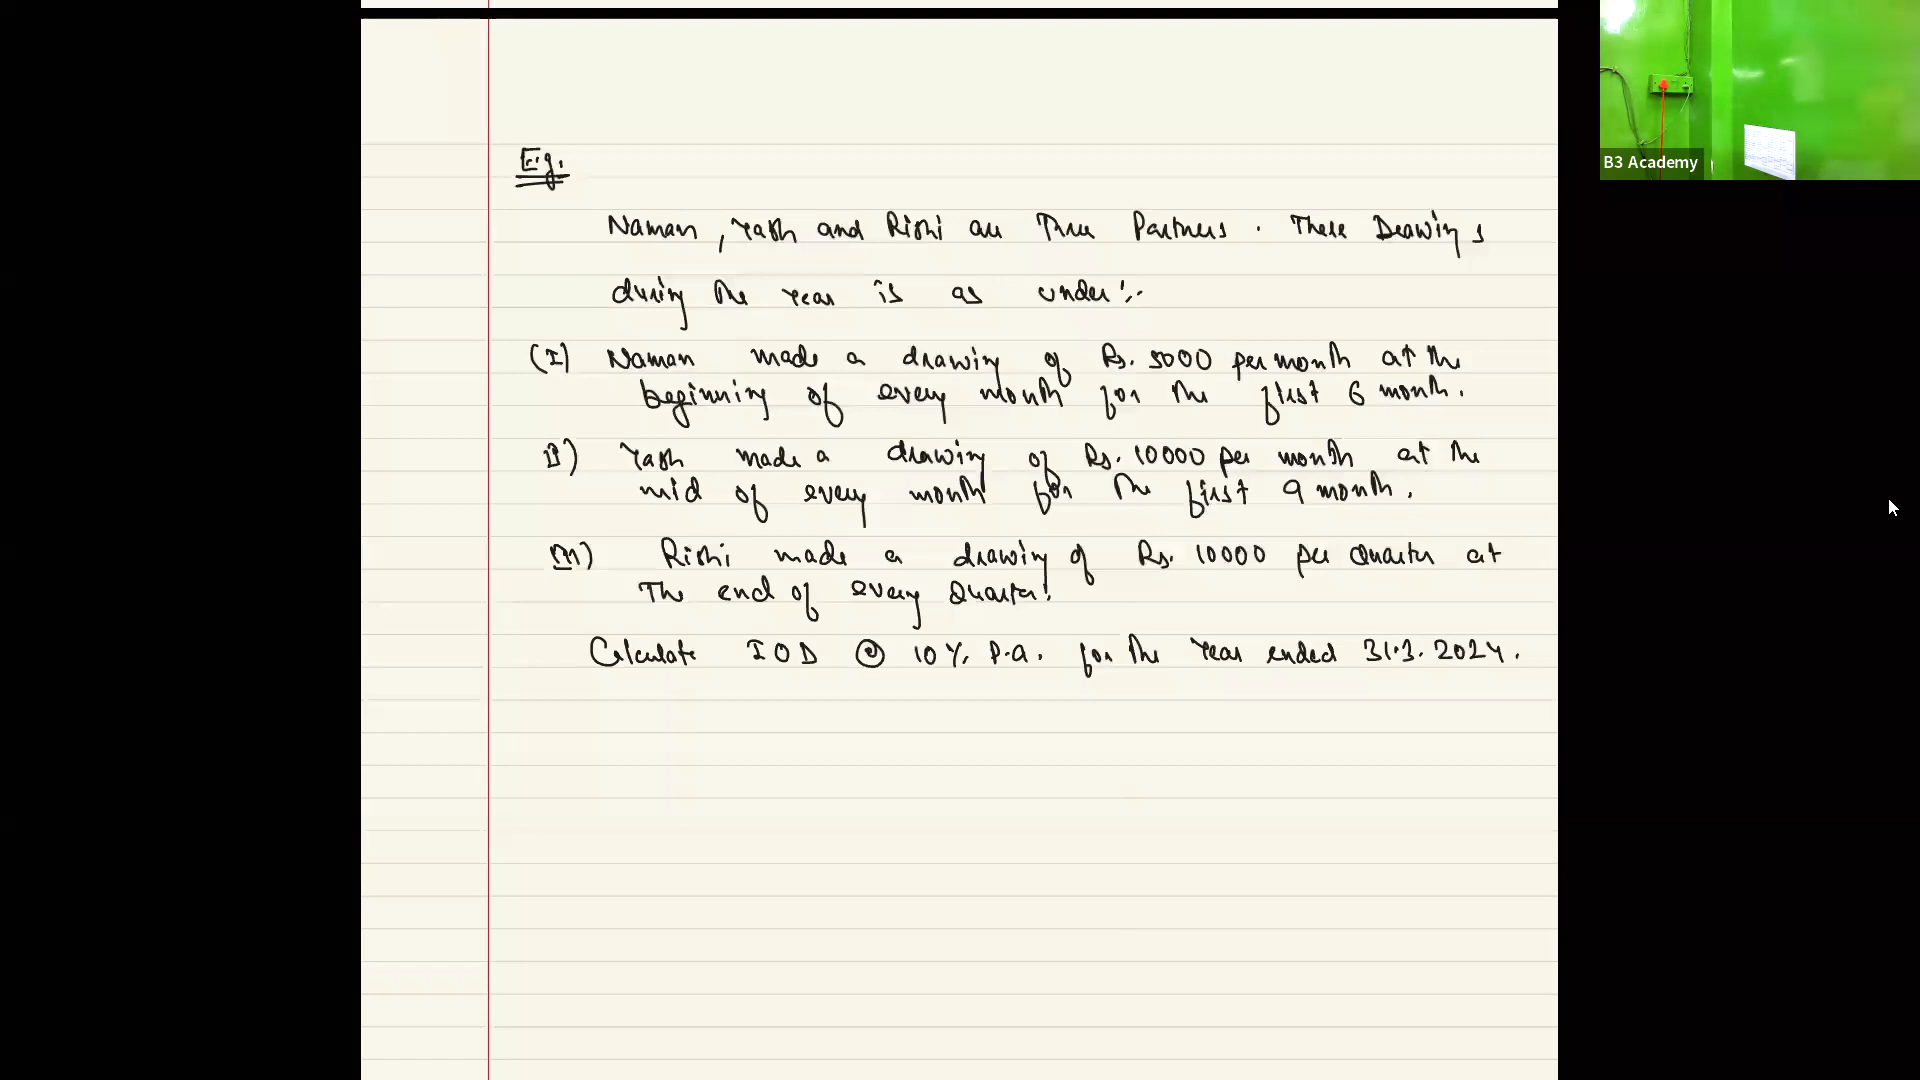 E.g.
Naman, Yash and Rishi are Three Partners. There Drawings
during the Year is as under :-
(I) Naman made a drawing of Rs. 5000 per month at the
beginning of every month for the first 6 month.
II) Yash made a drawing of Rs. 10000 per month at the
mid of every month for the first 9 month.
III) Rishi made a drawing of Rs. 10000 per Quarter at
The end of every Quarter.
Calculate IOD @ 10% p.a. for the Year ended 31.3.2024.
B3 Academy